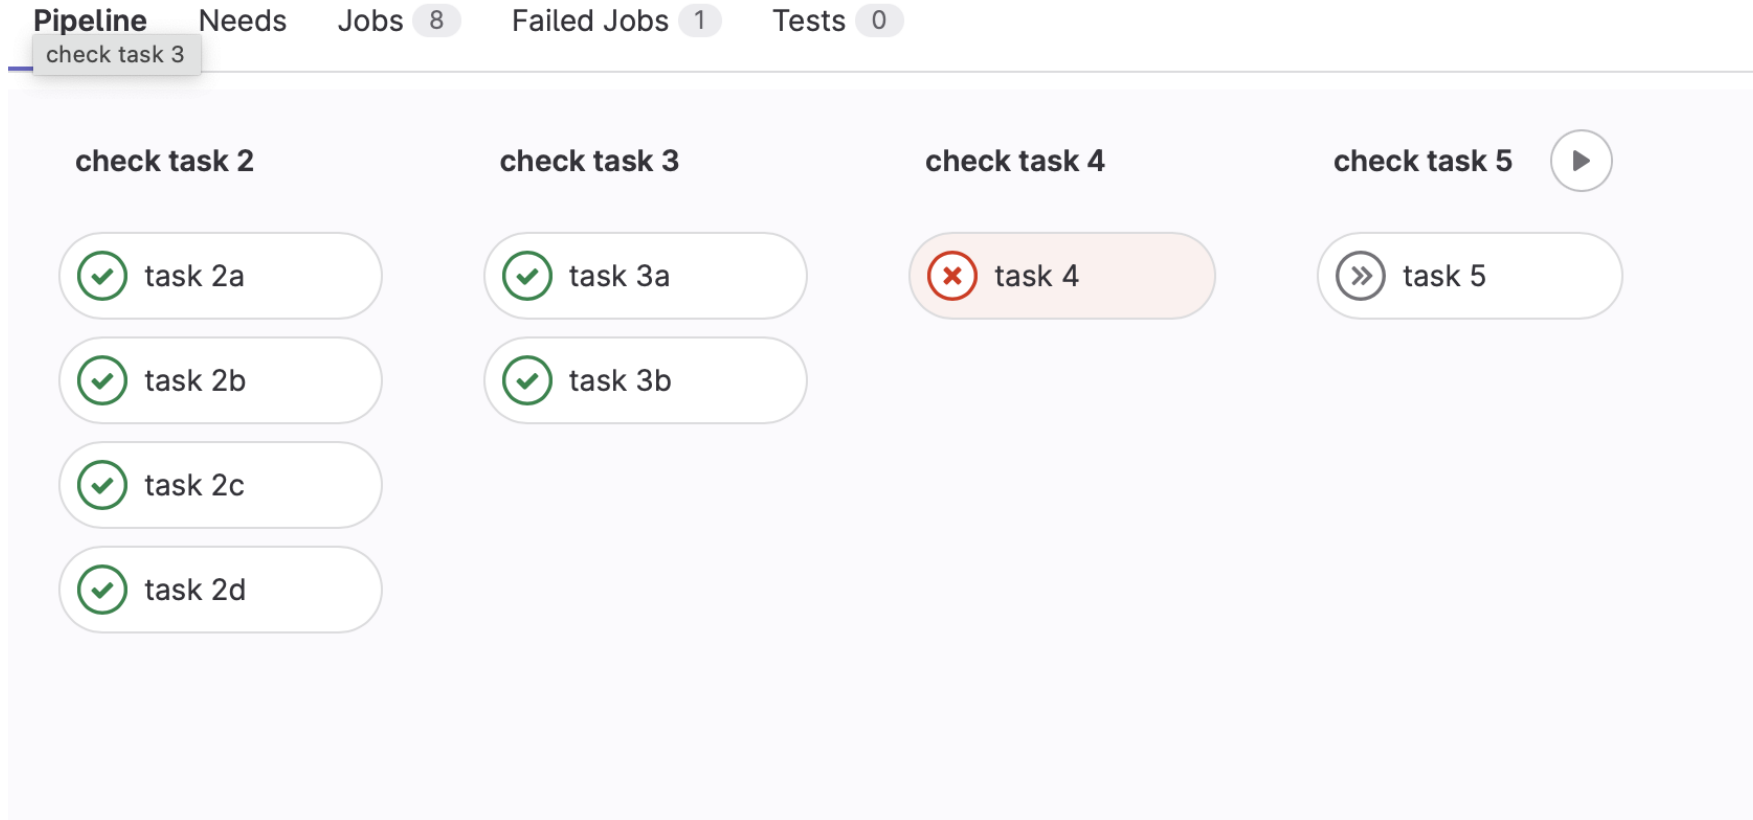 Pipeline Needs Jobs 8 Failed Jobs 1 Tests 0
check task 3
check task 2 check task 3 check task 4 check task 5
task 2a task 3a task 4 task 5
task 2b task 3b
task 2c
task 2d